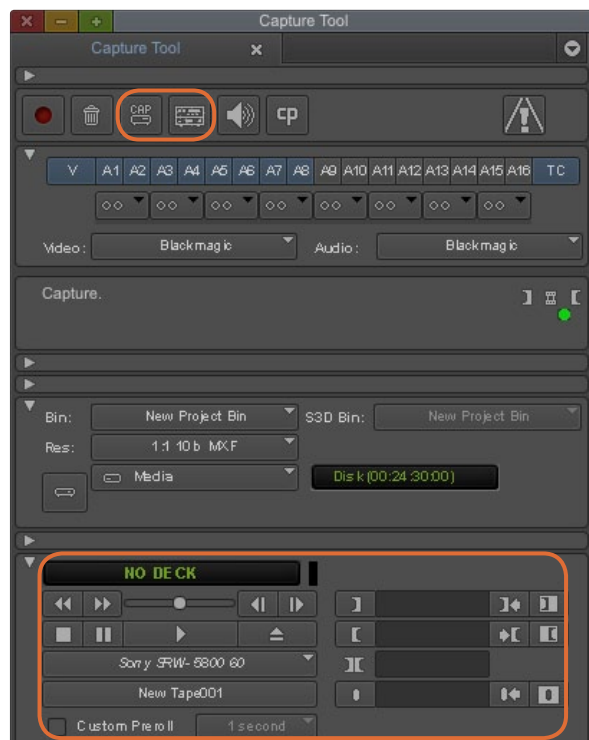 Capture Tool
Capture Tool
CAP
CP
V A1 A2 A3 A4 A5 A6 A7 A8 A9 A10 A11 A12 A13 A14 A15 A16 TC
Video: Blackmagic Audio: Blackmagic
Capture.
Bin: New Project Bin S3D Bin: New Project Bin
Res: 1:1 10b MXF
Media Disk(00:24:30:00)
NO DECK
Sony SRW-5800 60
New Tape001
Custom Preroll 1 second